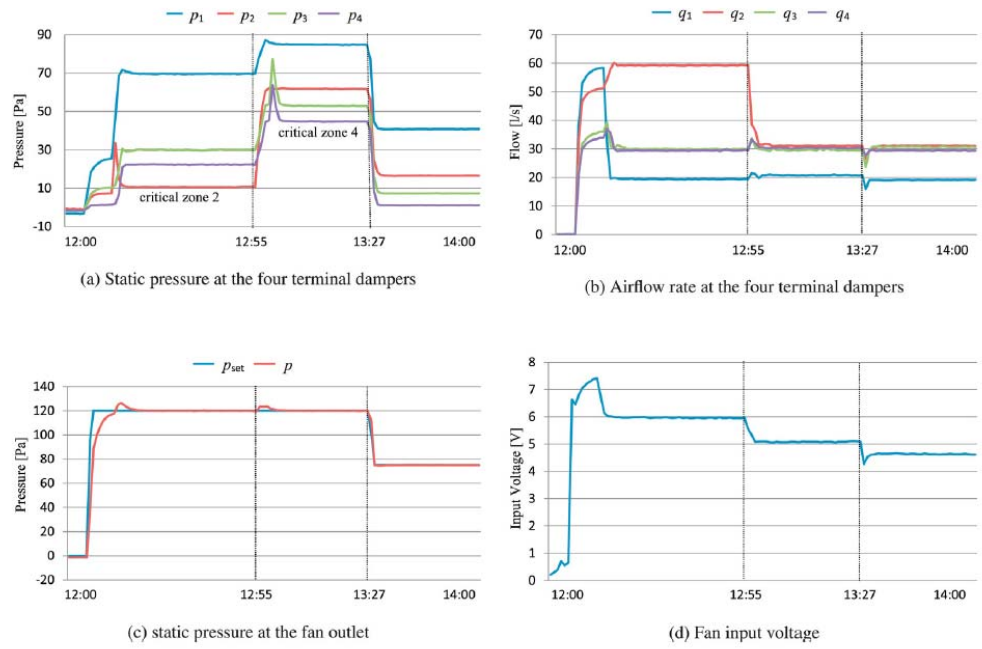 p1 p2 p3 p4
90
70
50
30
10
-10
Pressure [Pa]
critical zone 4
critical zone 2
12:00 12:55 13:27 14:00
(a) Static pressure at the four terminal dampers
q1 q2 q3 q4
70
60
50
40
30
20
10
0
Flow [l/s]
12:00 12:55 13:27 14:00
(b) Airflow rate at the four terminal dampers
pset p
140
120
100
80
60
40
20
0
-20
Pressure [Pa]
12:00 12:55 13:27 14:00
(c) static pressure at the fan outlet
8
7
6
5
4
3
2
1
0
Input Voltage [V]
12:00 12:55 13:27 14:00
(d) Fan input voltage